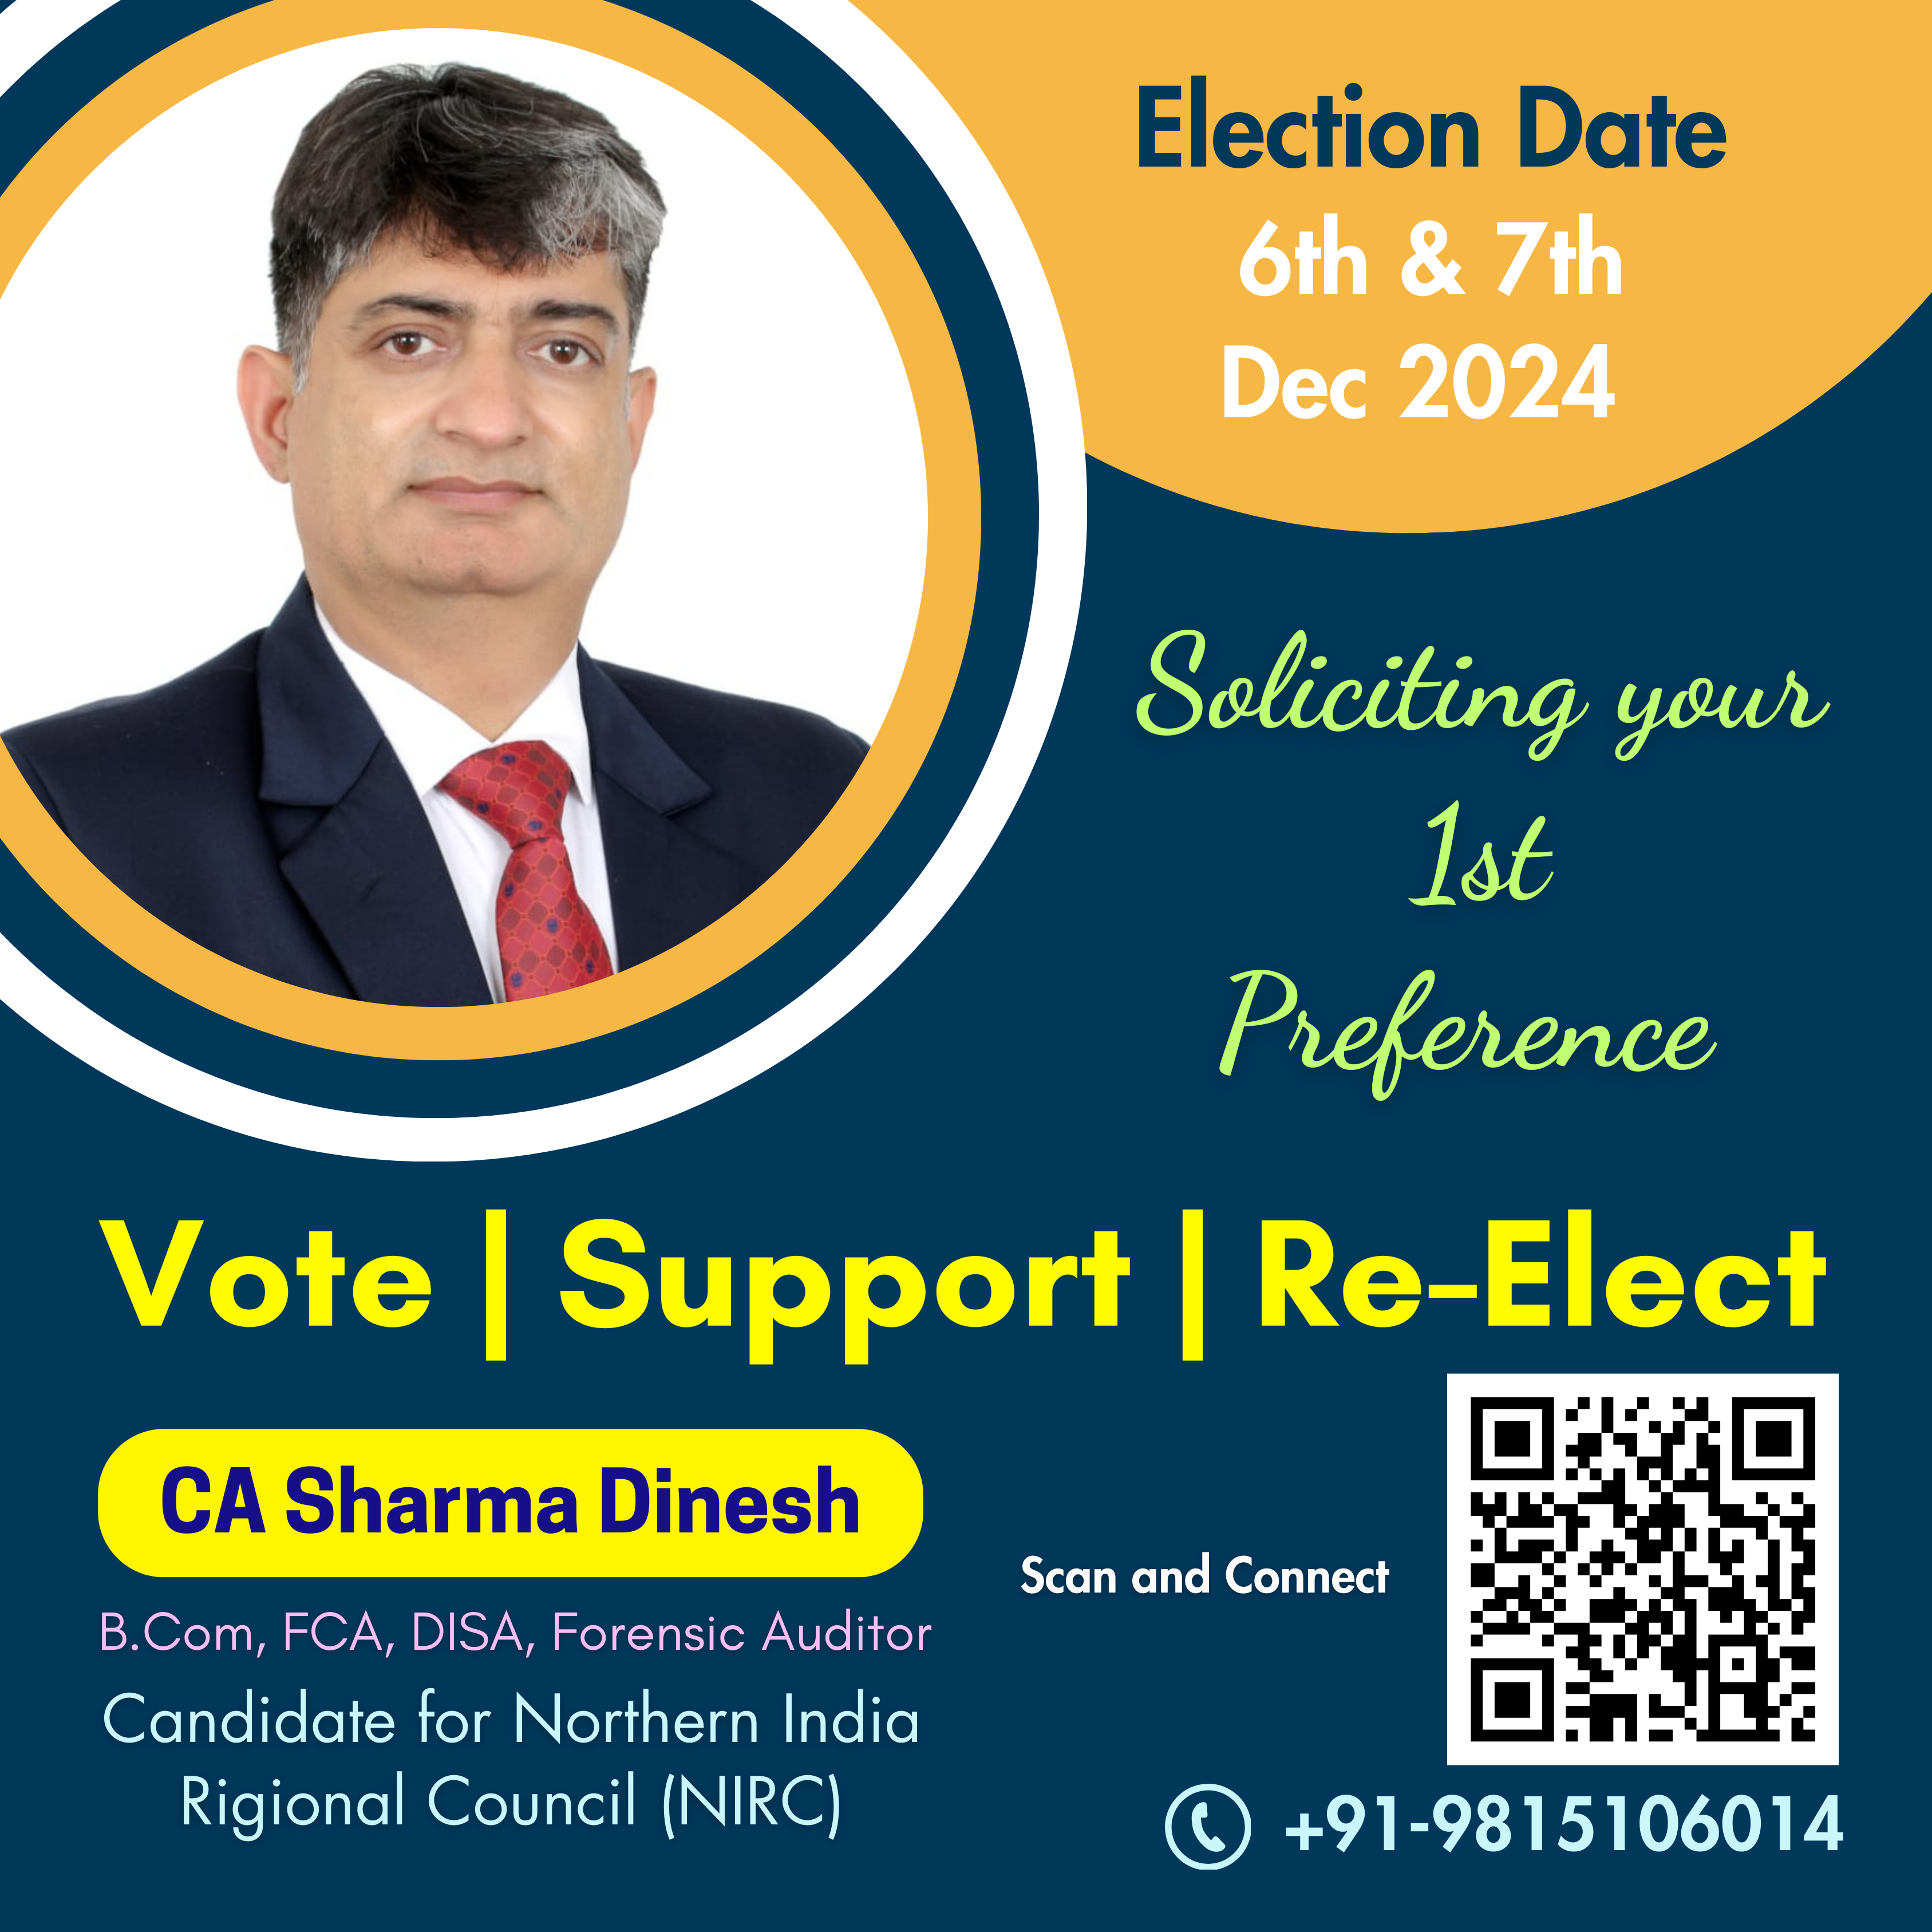 Election Date
6th & 7th
Dec 2024
Soliciting your
1st
Preference
Vote | Support | Re-Elect
CA Sharma Dinesh
B.Com, FCA, DISA, Forensic Auditor
Candidate for Northern India
Rigional Council (NIRC)
Scan and Connect
+91-9815106014